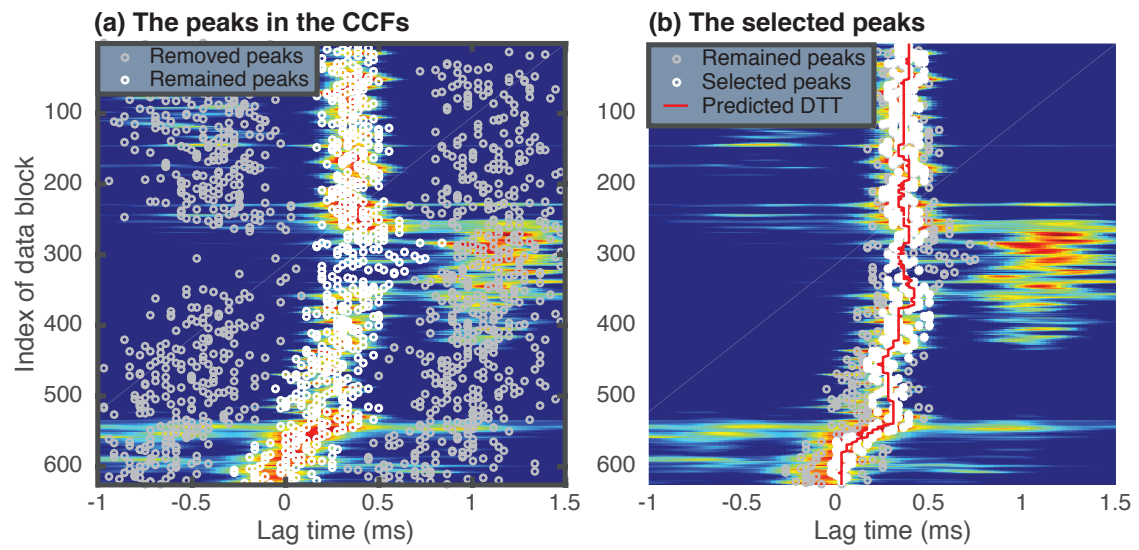 (a) The peaks in the CCFs
Removed peaks
Remained peaks
100
200
300
400
500
600
Index of data block
-1
-0.5
0
0.5
1
1.5
Lag time (ms)
(b) The selected peaks
Remained peaks
Selected peaks
Predicted DTT
100
200
300
400
500
600
-1
-0.5
0
0.5
1
1.5
Lag time (ms)